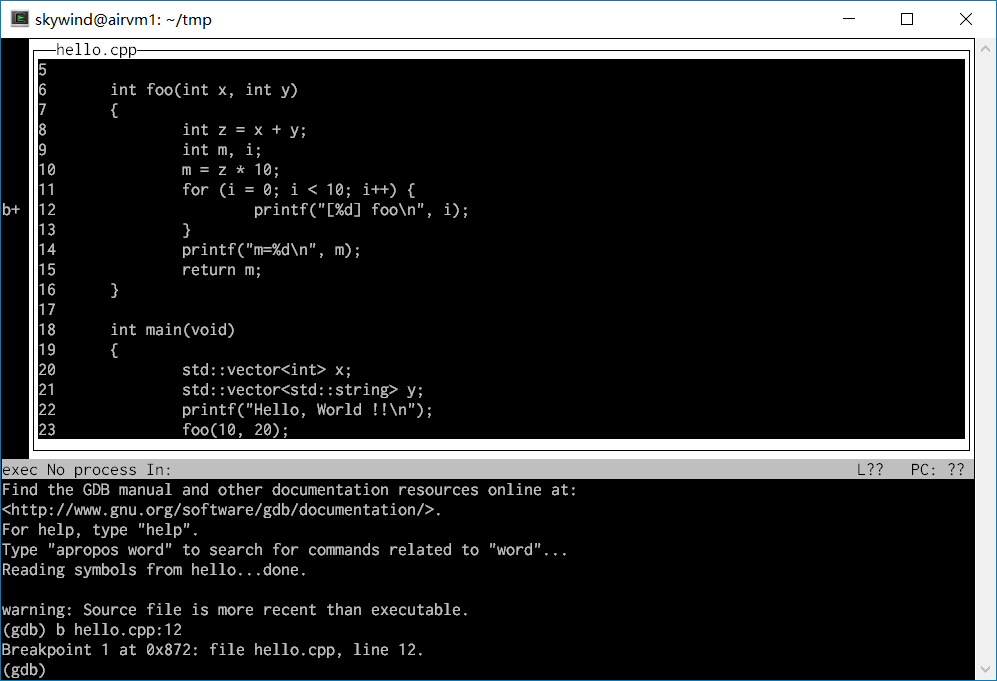 skywind@airvm1: ~/tmp
hello.cpp
5
6 int foo(int x, int y)
7 {
8 int z = x + y;
9 int m, i;
10 m = z * 10;
11 for (i = 0; i < 10; i++) {
b+ 12 printf("[%d] foo\n", i);
13 }
14 printf("m=%d\n", m);
15 return m;
16 }
17
18 int main(void)
19 {
20 std::vector<int> x;
21 std::vector<std::string> y;
22 printf("Hello, World !!\n");
23 foo(10, 20);
exec No process In: L?? PC: ??
Find the GDB manual and other documentation resources online at:
<http://www.gnu.org/software/gdb/documentation/>.
For help, type "help".
Type "apropos word" to search for commands related to "word"...
Reading symbols from hello...done.
warning: Source file is more recent than executable.
(gdb) b hello.cpp:12
Breakpoint 1 at 0x872: file hello.cpp, line 12.
(gdb)